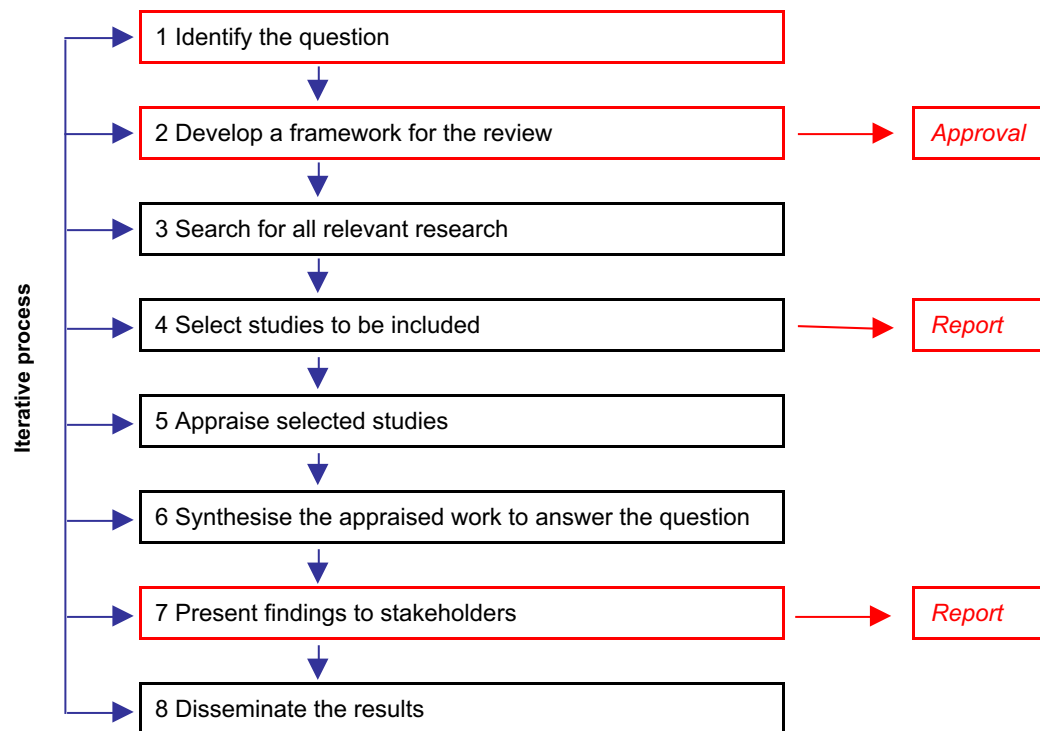 1 Identify the question
2 Develop a framework for the review
Approval
3 Search for all relevant research
4 Select studies to be included
Report
Iterative process
5 Appraise selected studies
6 Synthesise the appraised work to answer the question
7 Present findings to stakeholders
Report
8 Disseminate the results